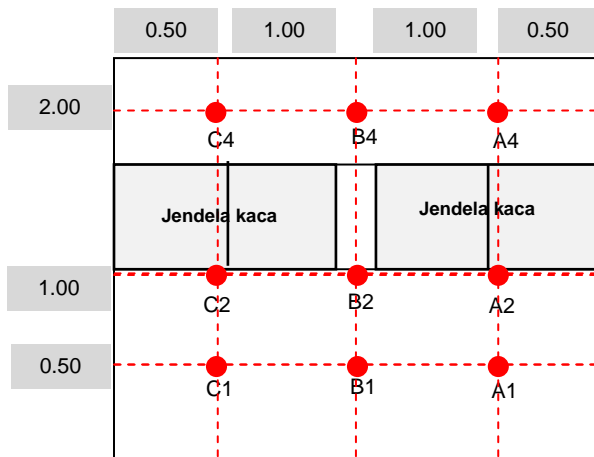 0.50 1.00 1.00 0.50
2.00
C4 B4 A4
Jendela kaca Jendela kaca
1.00
C2 B2 A2
0.50
C1 B1 A1